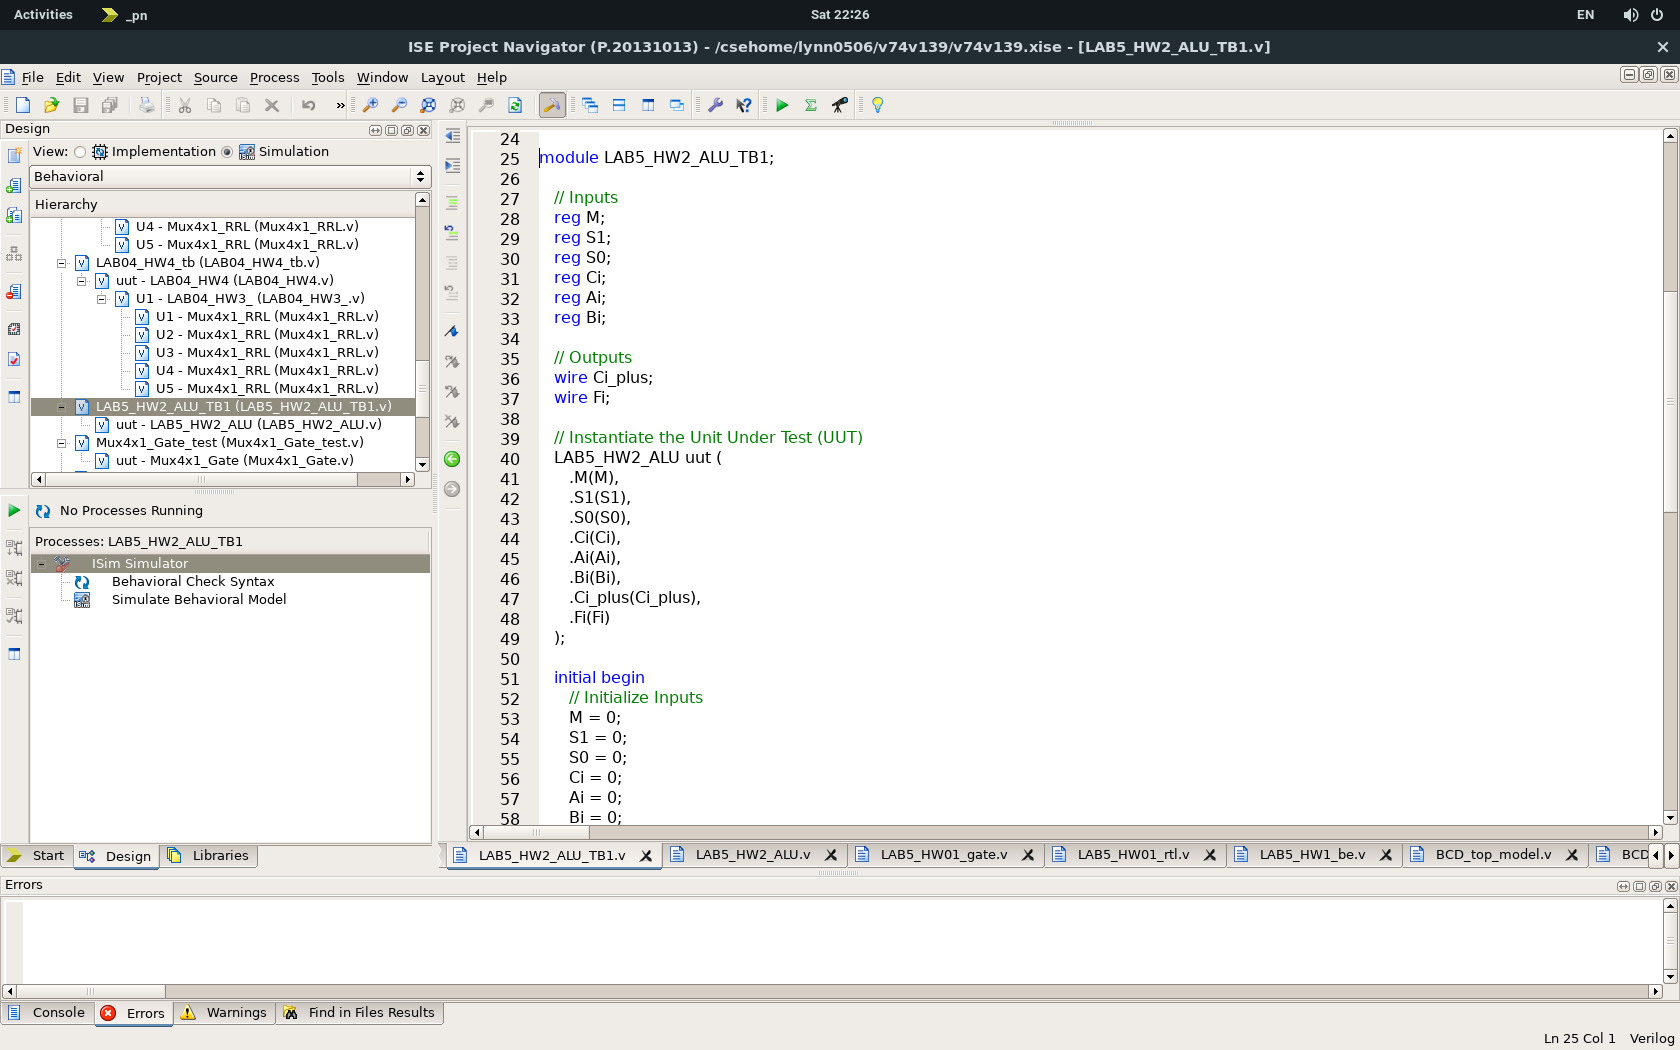 Activities
_pn
Sat 22:26
EN
ISE Project Navigator (P.20131013) - /csehome/lynn0506/v74v139/v74v139.xise - [LAB5_HW2_ALU_TB1.v]
File Edit View Project Source Process Tools Window Layout Help
Design
View: Implementation Simulation
Behavioral
Hierarchy
U4 - Mux4x1_RRL (Mux4x1_RRL.v)
U5 - Mux4x1_RRL (Mux4x1_RRL.v)
LAB04_HW4_tb (LAB04_HW4_tb.v)
uut - LAB04_HW4 (LAB04_HW4.v)
U1 - LAB04_HW3_ (LAB04_HW3_.v)
U1 - Mux4x1_RRL (Mux4x1_RRL.v)
U2 - Mux4x1_RRL (Mux4x1_RRL.v)
U3 - Mux4x1_RRL (Mux4x1_RRL.v)
U4 - Mux4x1_RRL (Mux4x1_RRL.v)
U5 - Mux4x1_RRL (Mux4x1_RRL.v)
LAB5_HW2_ALU_TB1 (LAB5_HW2_ALU_TB1.v)
uut - LAB5_HW2_ALU (LAB5_HW2_ALU.v)
Mux4x1_Gate_test (Mux4x1_Gate_test.v)
uut - Mux4x1_Gate (Mux4x1_Gate.v)
No Processes Running
Processes: LAB5_HW2_ALU_TB1
ISim Simulator
Behavioral Check Syntax
Simulate Behavioral Model
Start Design Libraries
24
25 module LAB5_HW2_ALU_TB1;
26
27 // Inputs
28 reg M;
29 reg S1;
30 reg S0;
31 reg Ci;
32 reg Ai;
33 reg Bi;
34
35 // Outputs
36 wire Ci_plus;
37 wire Fi;
38
39 // Instantiate the Unit Under Test (UUT)
40 LAB5_HW2_ALU uut (
41 .M(M),
42 .S1(S1),
43 .S0(S0),
44 .Ci(Ci),
45 .Ai(Ai),
46 .Bi(Bi),
47 .Ci_plus(Ci_plus),
48 .Fi(Fi)
49 );
50
51 initial begin
52 // Initialize Inputs
53 M = 0;
54 S1 = 0;
55 S0 = 0;
56 Ci = 0;
57 Ai = 0;
58 Bi = 0;
LAB5_HW2_ALU_TB1.v LAB5_HW2_ALU.v LAB5_HW01_gate.v LAB5_HW01_rtl.v LAB5_HW1_be.v BCD_top_model.v BCD
Errors
Console Errors Warnings Find in Files Results
Ln 25 Col 1 Verilog